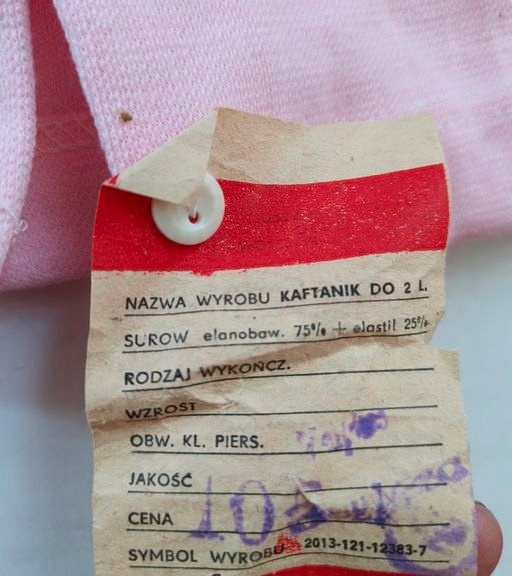 NAZWA WYROBU KAFTANIK DO 2 L.
SUROW elanobaw. 75% + elastil 25%
RODZAJ WYKOŃCZ.
WZROST
OBW. KL. PIERS.
JAKOŚĆ
CENA
SYMBOL WYROBU 2013-121-12383-7